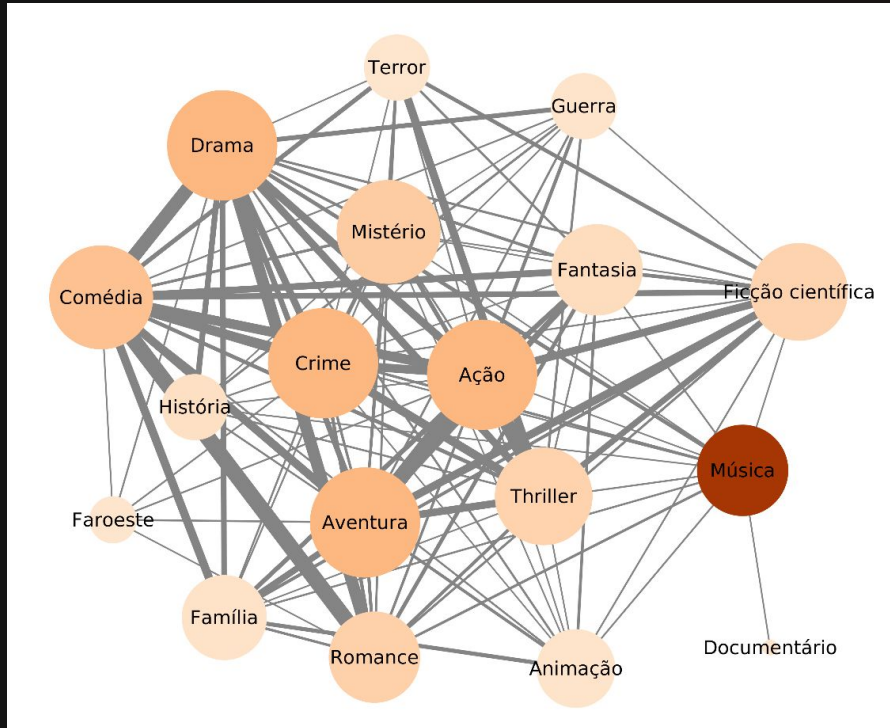 Terror
Guerra
Drama
Mistério
Fantasia
Comédia
Ficção científica
Crime
Ação
História
Música
Thriller
Faroeste
Aventura
Família
Romance
Animação
Documentário